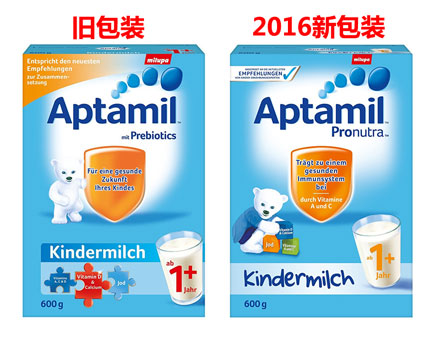 旧包装
2016新包装
Entspricht den neuesten
Empfehlungen
zur Zusammen-
setzung
milupa
Aptamil
mit Prebiotics
Für eine gesunde
Zukunft
Ihres Kindes
Kindermilch
Vitamin D
&
Calcium
Jod
ab
1+
Jahr
600 g
milupa
EMPFEHLUNGEN
Aptamil
Pronutra
Trägt zu einem
gesunden
Immunsystem
bei
durch Vitamine
A und C
Jod
Kindermilch
ab
1+
Jahr
600 g